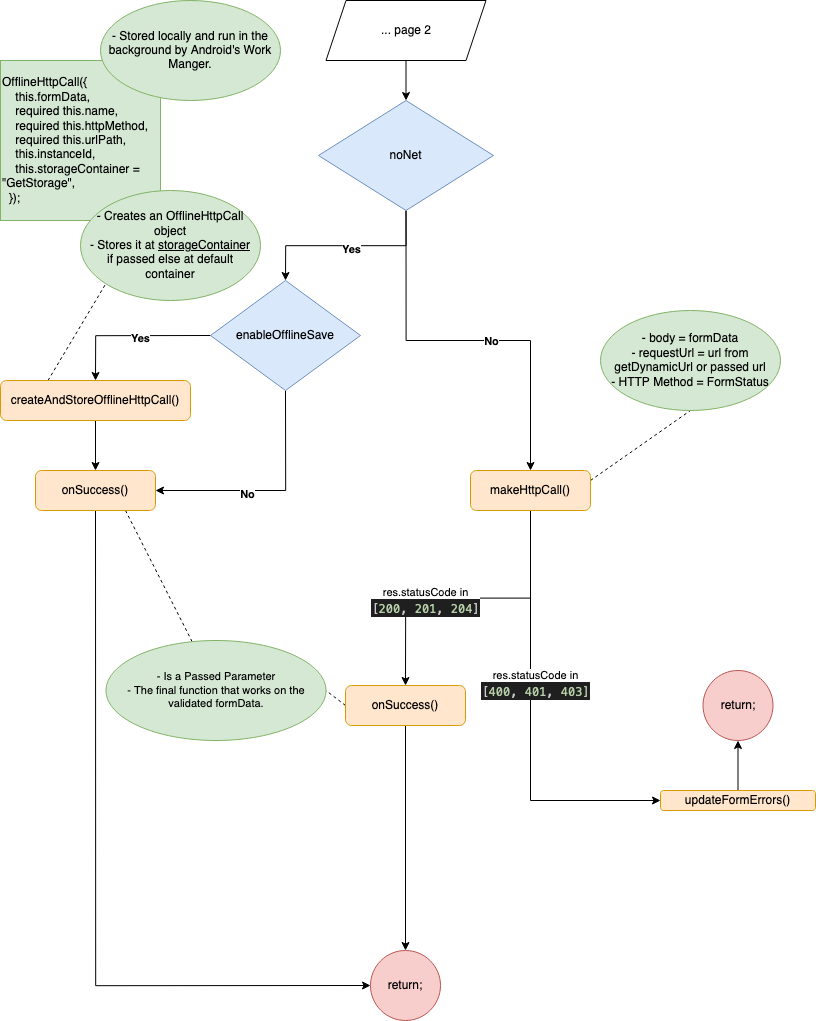 ... page 2
- Stored locally and run in the
background by Android's Work
Manger.
OfflineHttpCall({
this.formData,
required this.name,
required this.httpMethod,
required this.urlPath,
this.instanceId,
this.storageContainer =
"GetStorage",
});
noNet
- Creates an OfflineHttpCall
object
- Stores it at storageContainer
if passed else at default
container
Yes
enableOfflineSave
Yes
No
- body = formData
- requestUrl = url from
getDynamicUrl or passed url
- HTTP Method = FormStatus
createAndStoreOfflineHttpCall()
onSuccess()
No
makeHttpCall()
res.statusCode in
[200, 201, 204]
- Is a Passed Parameter
- The final function that works on the
validated formData.
onSuccess()
res.statusCode in
[400, 401, 403]
return;
updateFormErrors()
return;